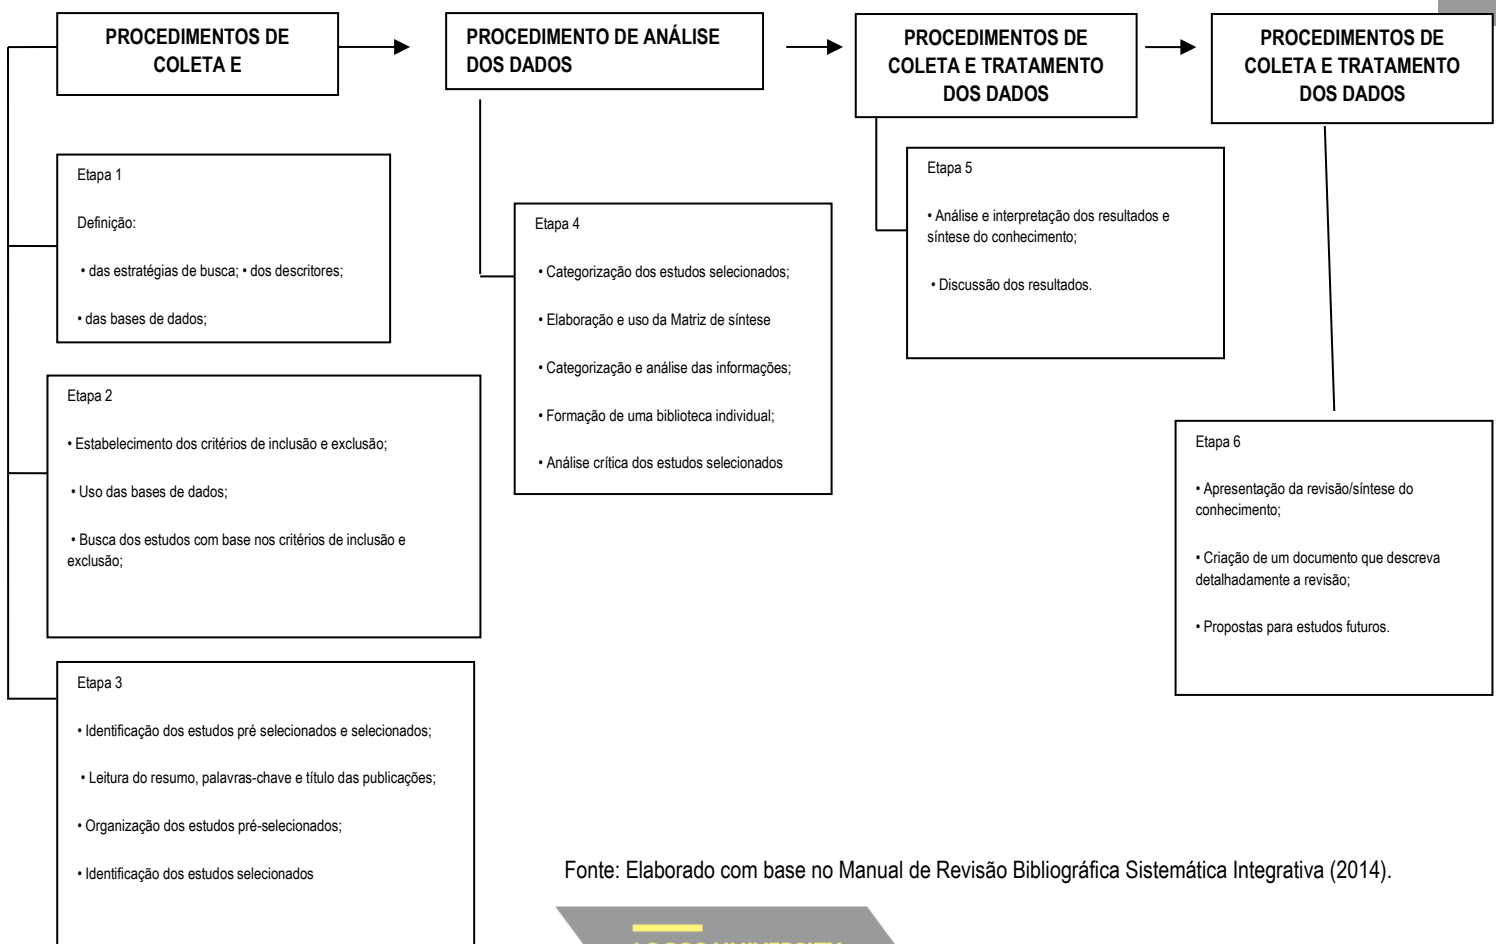 PROCEDIMENTOS DE
COLETA E
PROCEDIMENTO DE ANÁLISE
DOS DADOS
PROCEDIMENTOS DE
COLETA E TRATAMENTO
DOS DADOS
PROCEDIMENTOS DE
COLETA E TRATAMENTO
DOS DADOS
Etapa 1
Definição:
• das estratégias de busca; • dos descritores;
• das bases de dados;
Etapa 2
• Estabelecimento dos critérios de inclusão e exclusão;
• Uso das bases de dados;
• Busca dos estudos com base nos critérios de inclusão e
exclusão;
Etapa 3
• Identificação dos estudos pré selecionados e selecionados;
• Leitura do resumo, palavras-chave e título das publicações;
• Organização dos estudos pré-selecionados;
• Identificação dos estudos selecionados
Etapa 4
• Categorização dos estudos selecionados;
• Elaboração e uso da Matriz de síntese
• Categorização e análise das informações;
• Formação de uma biblioteca individual;
• Análise crítica dos estudos selecionados
Etapa 5
• Análise e interpretação dos resultados e
síntese do conhecimento;
• Discussão dos resultados.
Etapa 6
• Apresentação da revisão/síntese do
conhecimento;
• Criação de um documento que descreva
detalhadamente a revisão;
• Propostas para estudos futuros.
Fonte: Elaborado com base no Manual de Revisão Bibliográfica Sistemática Integrativa (2014).